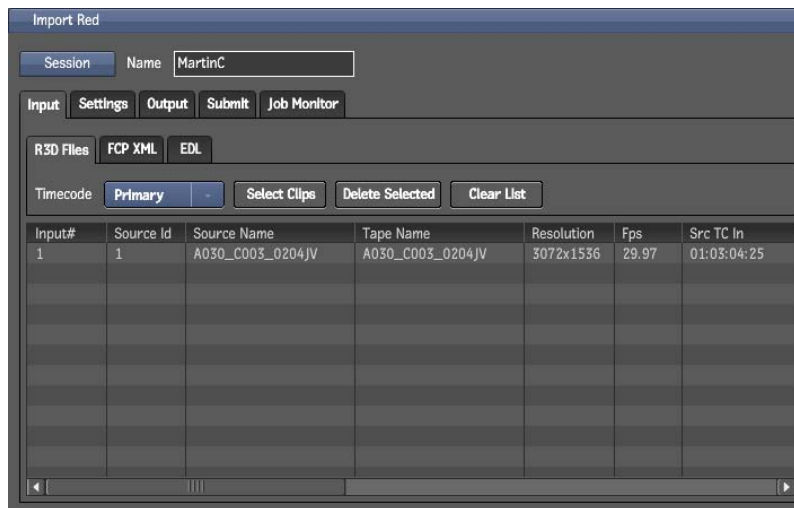 Import Red
Session Name MartinC
Input Settings Output Submit Job Monitor
R3D Files FCP XML EDL
Timecode Primary Select Clips Delete Selected Clear List
Input# Source Id Source Name Tape Name Resolution Fps Src TC In
1 1 A030_C003_0204JV A030_C003_0204JV 3072x1536 29.97 01:03:04:25